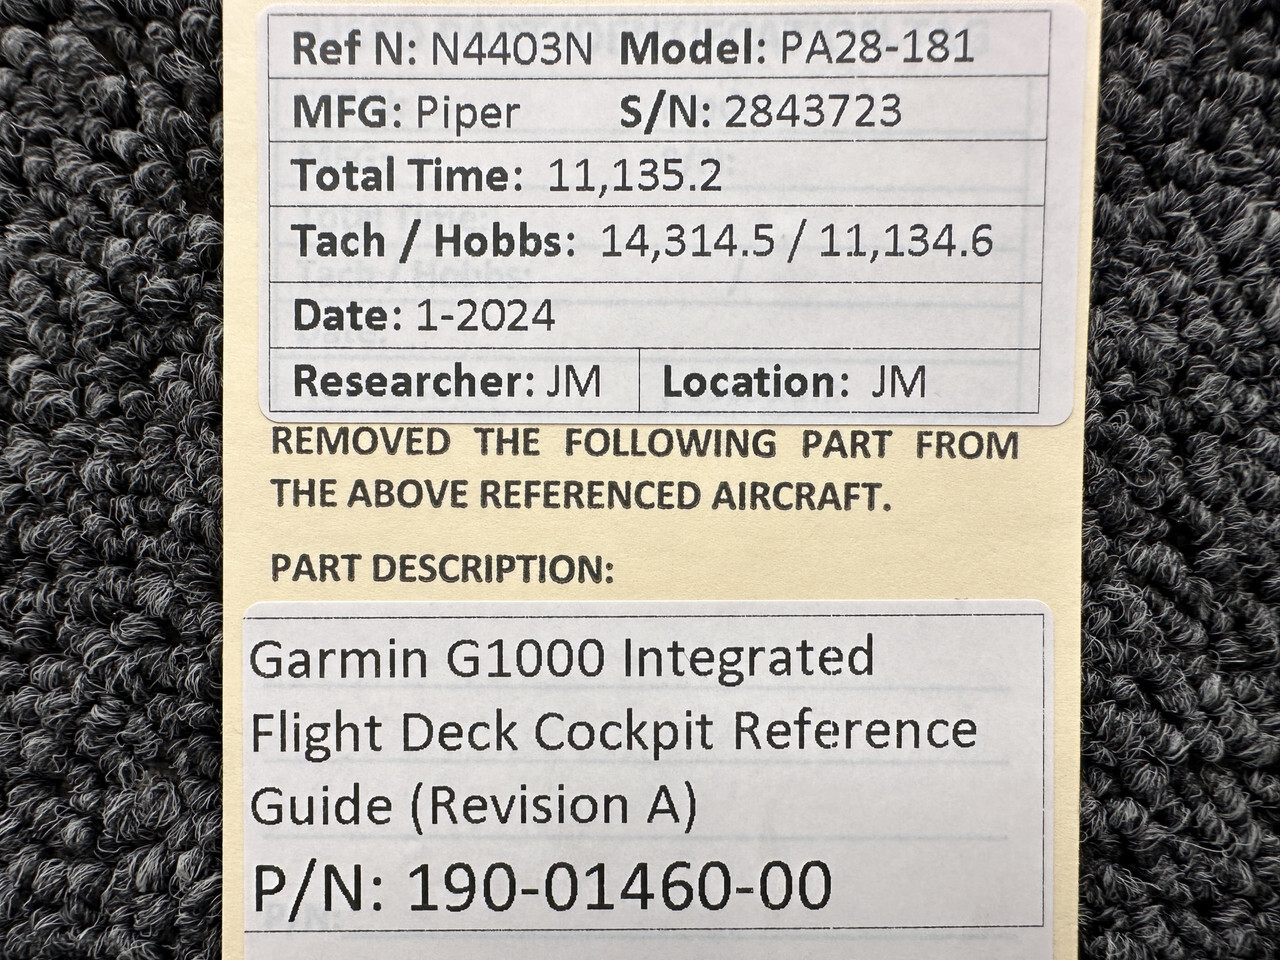 Ref N: N4403N Model: PA28-181
MFG: Piper S/N: 2843723
Total Time: 11,135.2
Tach / Hobbs: 14,314.5 / 11,134.6
Date: 1-2024
Researcher: JM Location: JM
REMOVED THE FOLLOWING PART FROM
THE ABOVE REFERENCED AIRCRAFT.
PART DESCRIPTION:
Garmin G1000 Integrated
Flight Deck Cockpit Reference
Guide (Revision A)
P/N: 190-01460-00